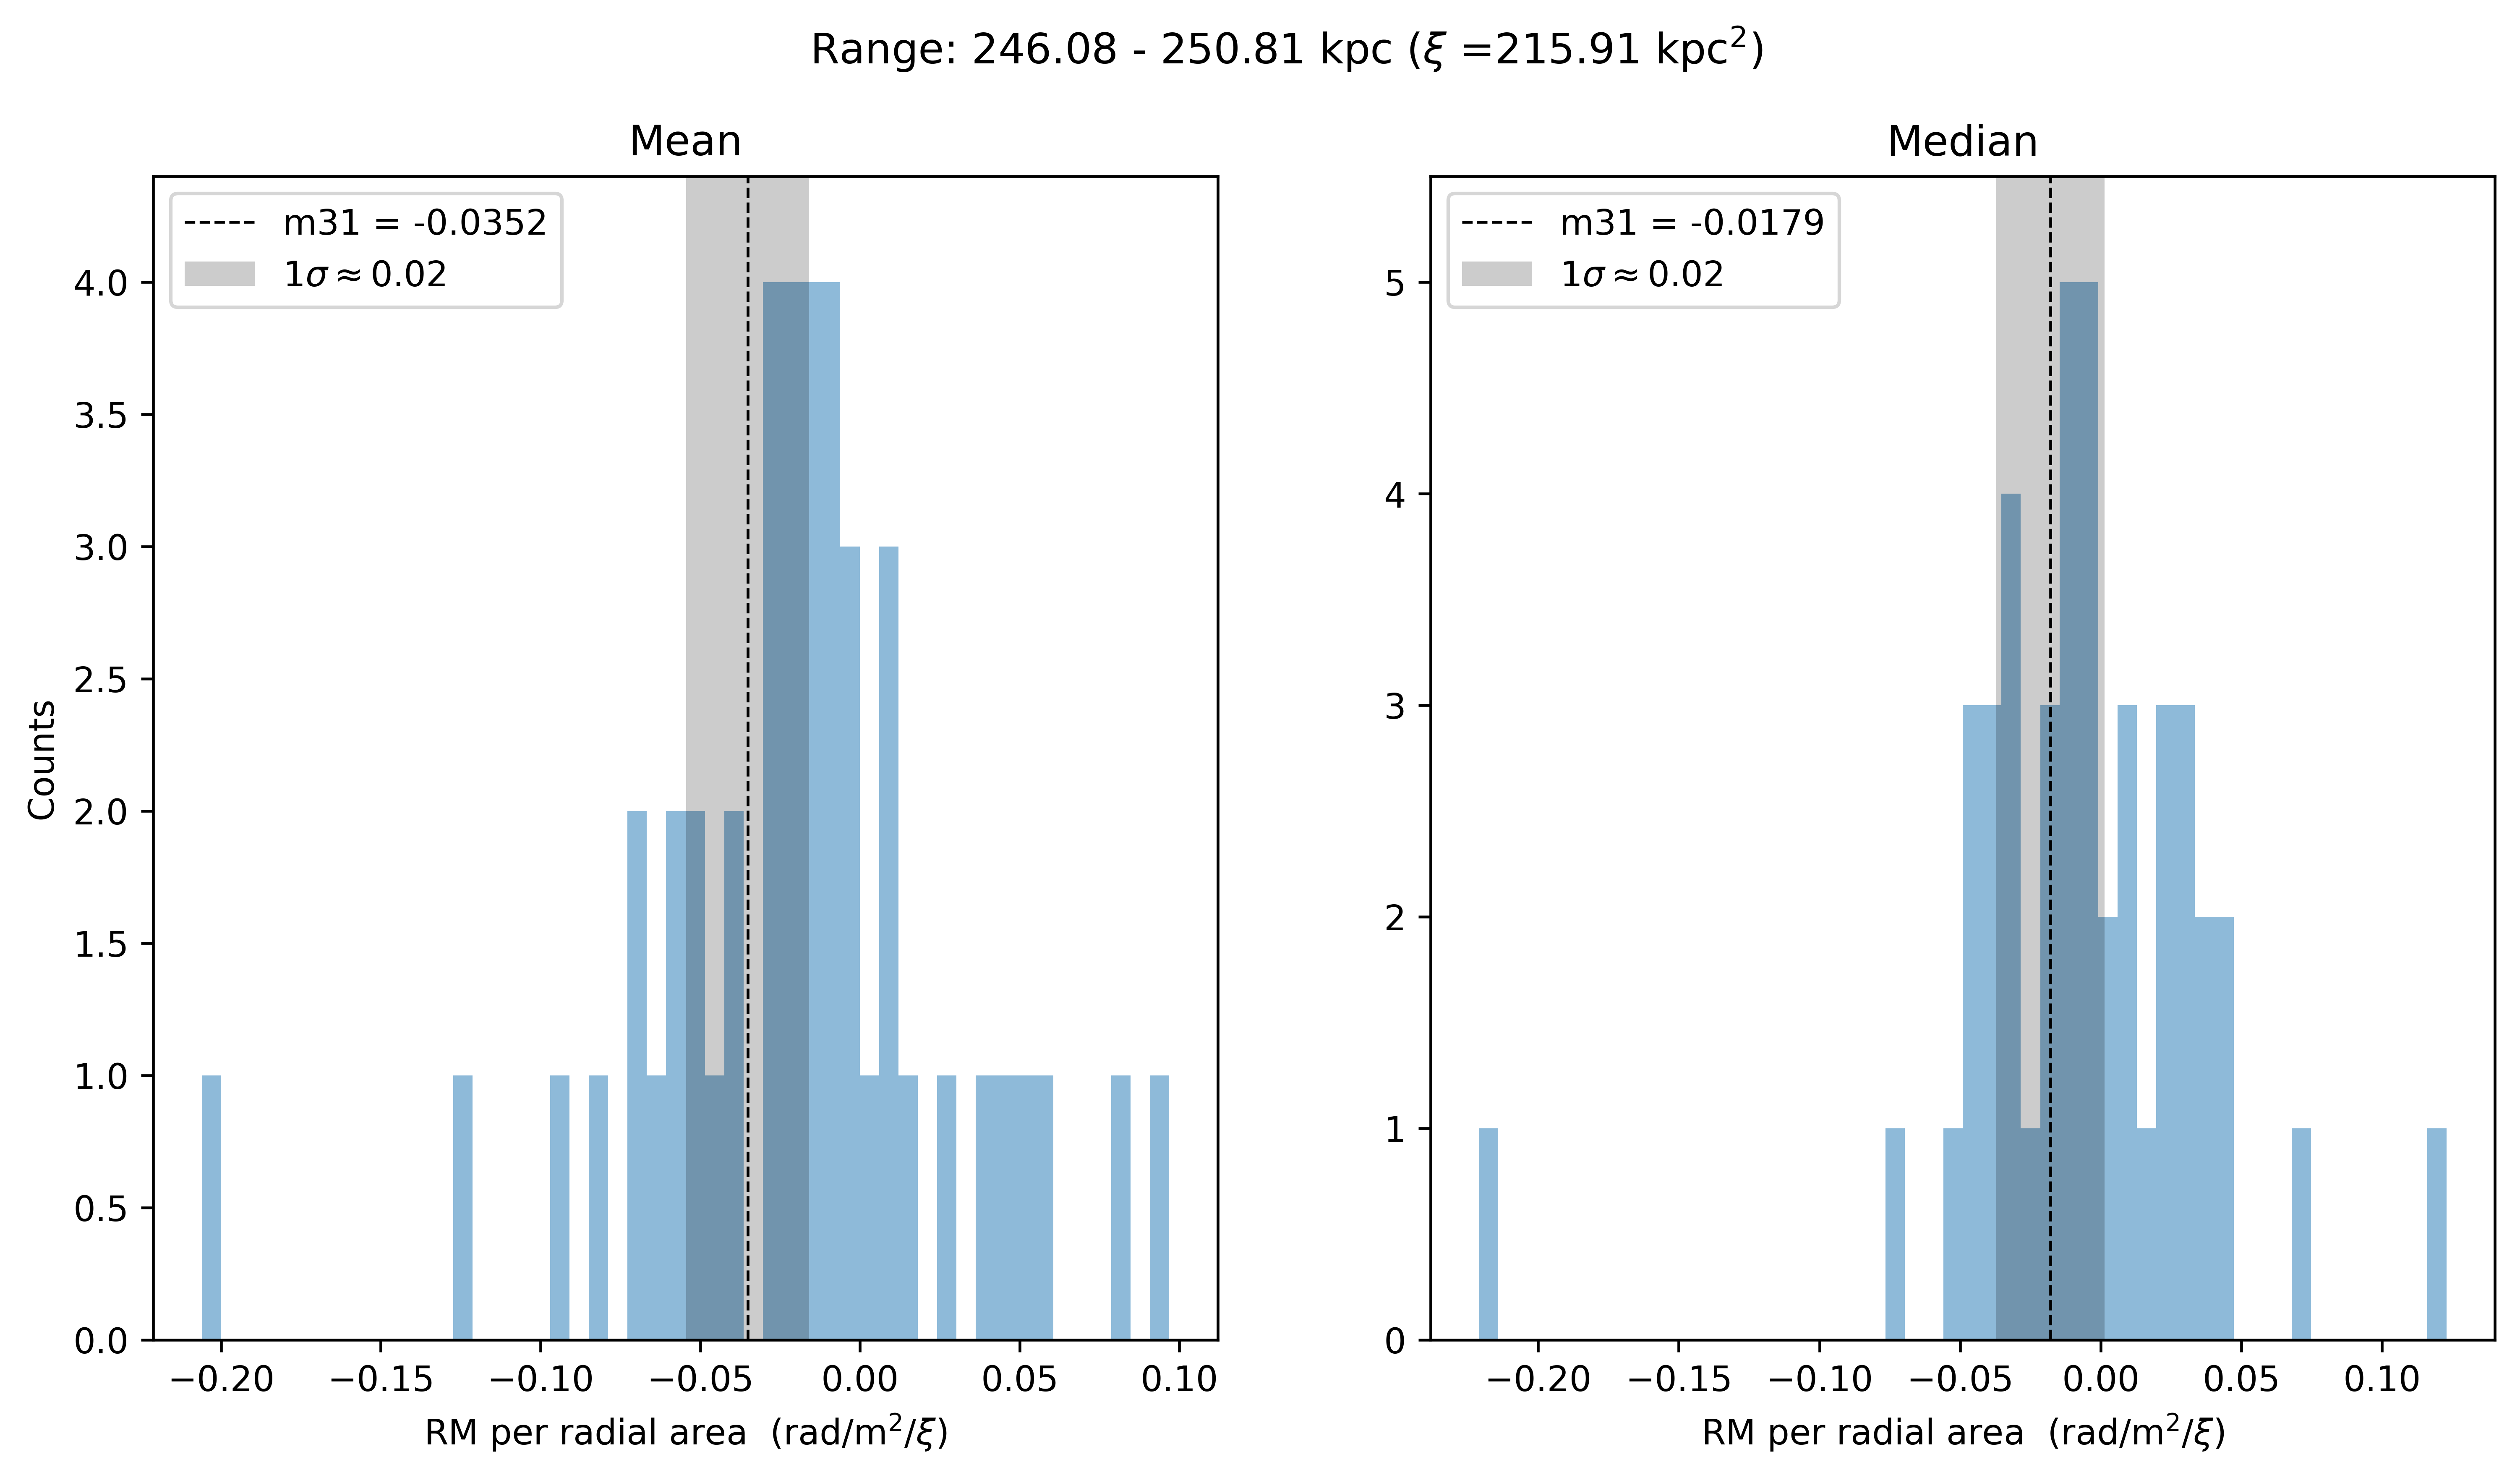 Range: 246.08 - 250.81 kpc (ξ =215.91 kpc²)
Mean
m31 = -0.0352
1σ ≈ 0.02
4.0
3.5
3.0
2.5
2.0
1.5
1.0
0.5
0.0
Counts
−0.20 −0.15 −0.10 −0.05 0.00 0.05 0.10
RM per radial area (rad/m²/ξ)
Median
m31 = -0.0179
1σ ≈ 0.02
5
4
3
2
1
0
−0.20 −0.15 −0.10 −0.05 0.00 0.05 0.10
RM per radial area (rad/m²/ξ)